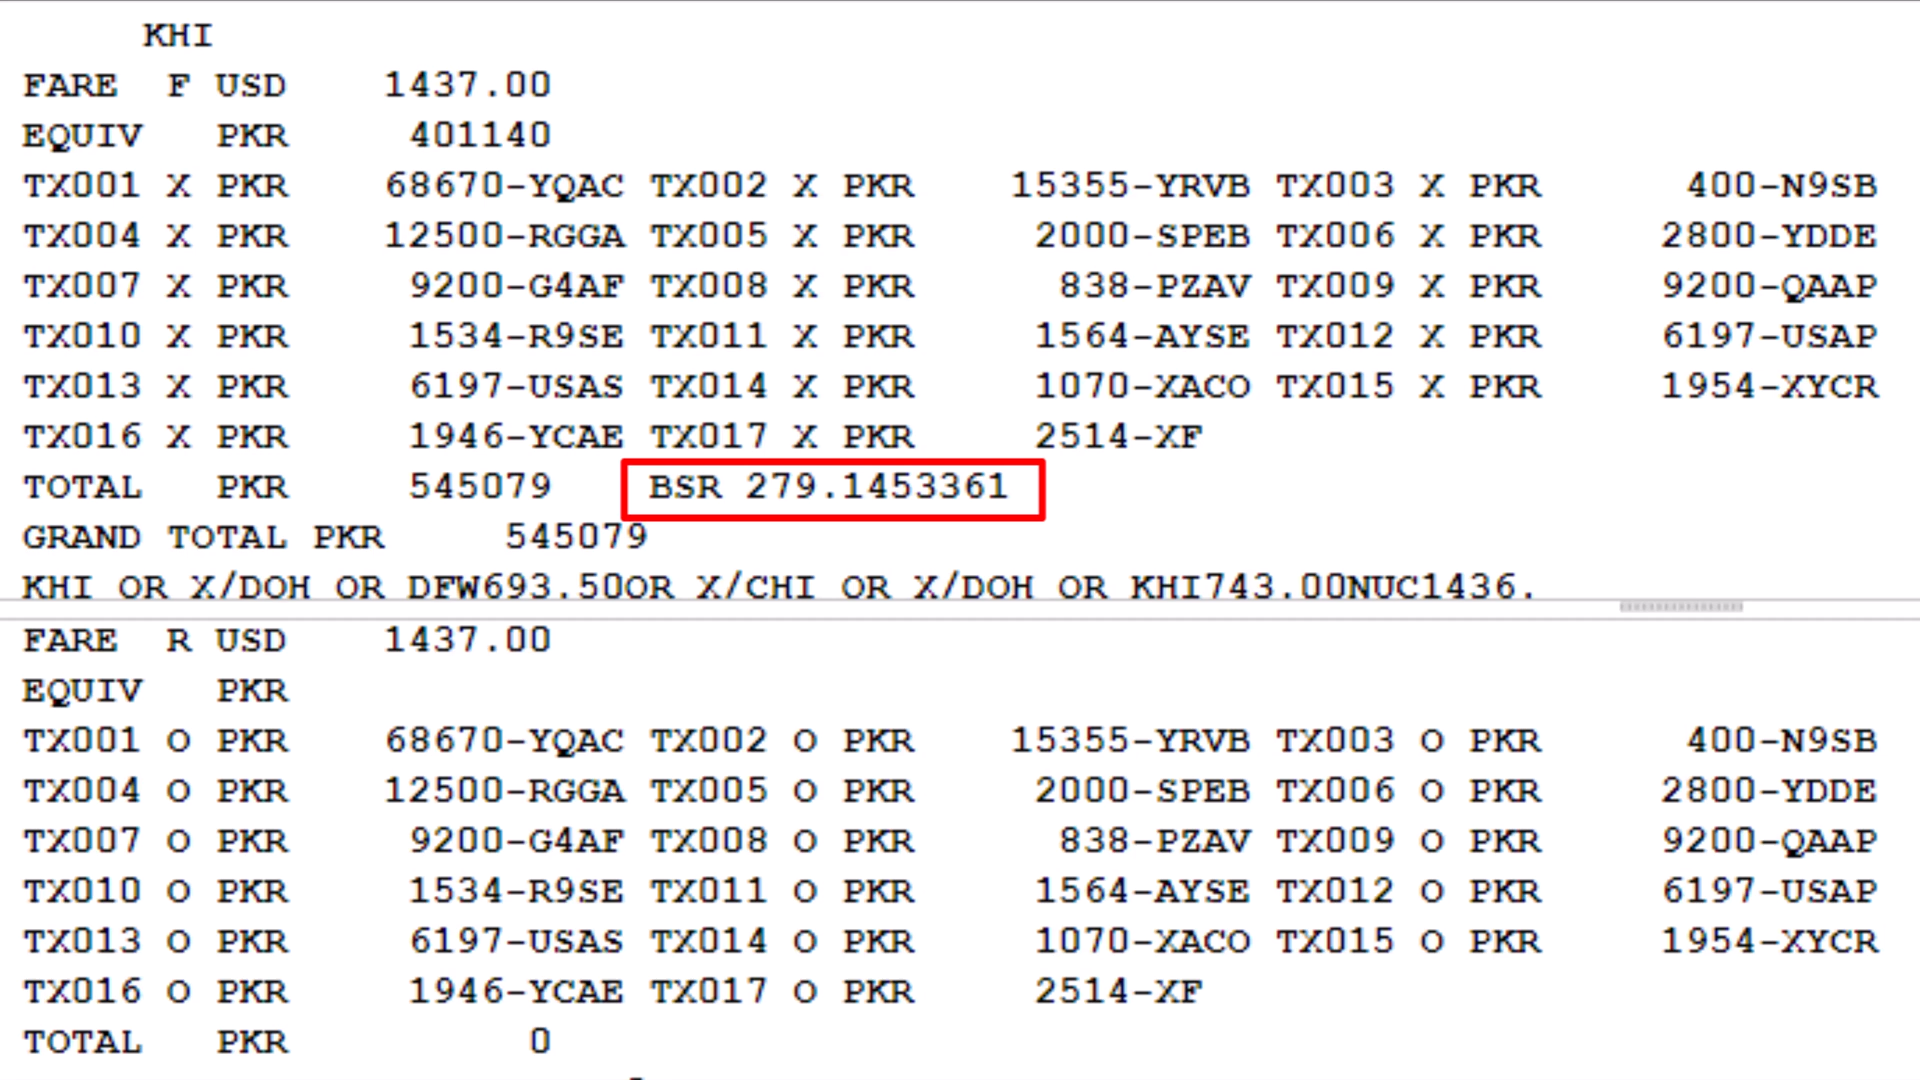 KHI
FARE F USD 1437.00
EQUIV PKR 401140
TX001 X PKR 68670-YQAC TX002 X PKR 15355-YRVB TX003 X PKR 400-N9SB
TX004 X PKR 12500-RGGA TX005 X PKR 2000-SPEB TX006 X PKR 2800-YDDE
TX007 X PKR 9200-G4AF TX008 X PKR 838-PZAV TX009 X PKR 9200-QAAP
TX010 X PKR 1534-R9SE TX011 X PKR 1564-AYSE TX012 X PKR 6197-USAP
TX013 X PKR 6197-USAS TX014 X PKR 1070-XACO TX015 X PKR 1954-XYCR
TX016 X PKR 1946-YCAE TX017 X PKR 2514-XF
TOTAL PKR 545079 BSR 279.1453361
GRAND TOTAL PKR 545079
KHI OR X/DOH OR DFW693.50OR X/CHI OR X/DOH OR KHI743.00NUC1436.
FARE R USD 1437.00
EQUIV PKR
TX001 O PKR 68670-YQAC TX002 O PKR 15355-YRVB TX003 O PKR 400-N9SB
TX004 O PKR 12500-RGGA TX005 O PKR 2000-SPEB TX006 O PKR 2800-YDDE
TX007 O PKR 9200-G4AF TX008 O PKR 838-PZAV TX009 O PKR 9200-QAAP
TX010 O PKR 1534-R9SE TX011 O PKR 1564-AYSE TX012 O PKR 6197-USAP
TX013 O PKR 6197-USAS TX014 O PKR 1070-XACO TX015 O PKR 1954-XYCR
TX016 O PKR 1946-YCAE TX017 O PKR 2514-XF
TOTAL PKR 0